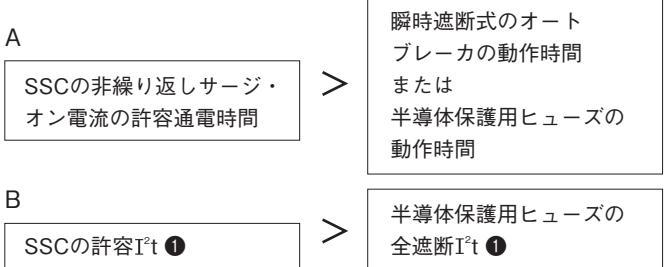 A
SSCの非繰り返しサージ・
オン電流の許容通電時間
>
瞬時遮断式のオート
ブレーカの動作時間
または
半導体保護用ヒューズの
動作時間
B
SSCの許容I²t ❶
>
半導体保護用ヒューズの
全遮断I²t ❶